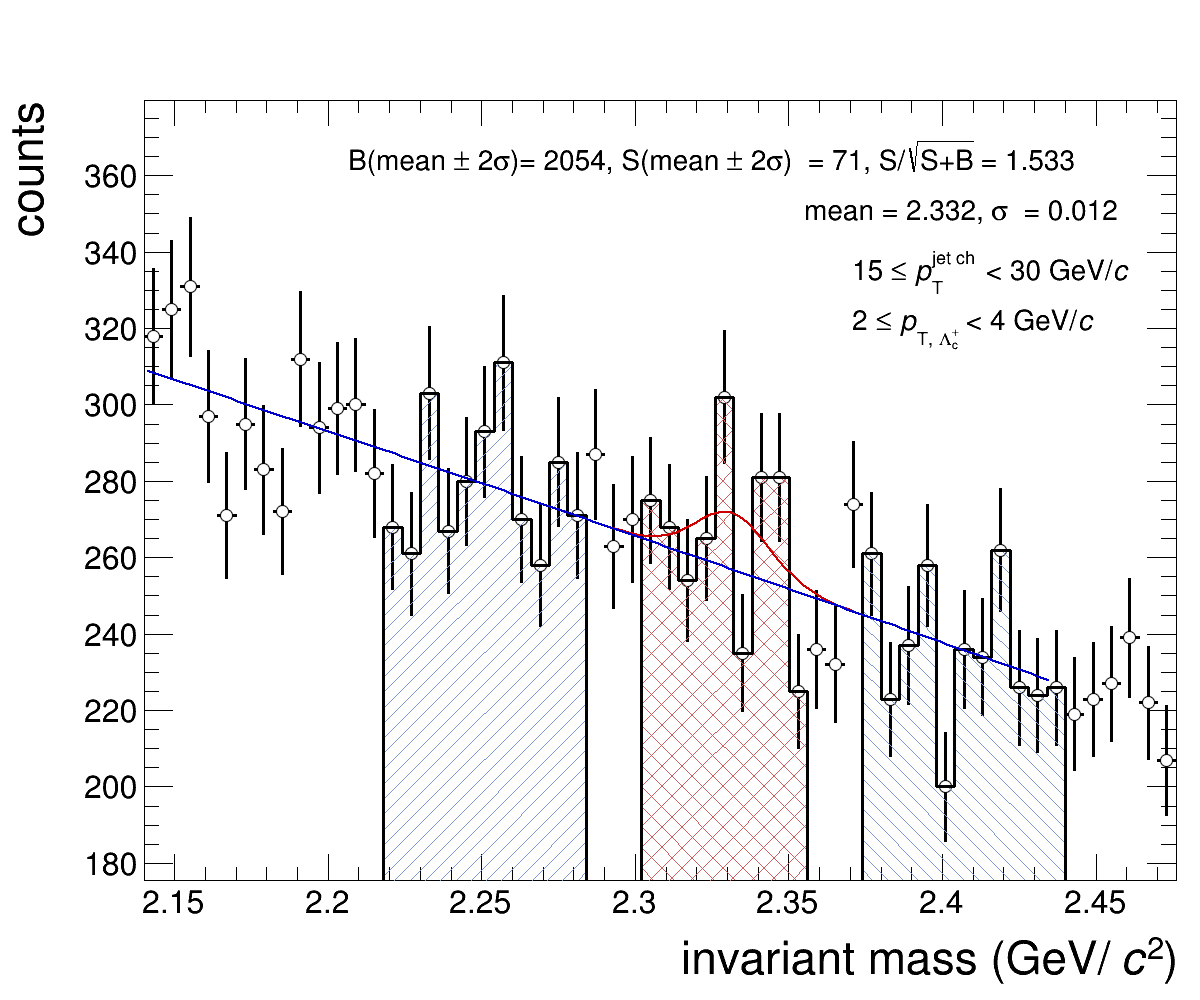 counts
B(mean ± 2σ)= 2054, S(mean ± 2σ) = 71, S/√S+B = 1.533
mean = 2.332, σ = 0.012
15 ≤ p_T^{jet ch} < 30 GeV/c
2 ≤ p_{T, Λ_c^+} < 4 GeV/c
360
340
320
300
280
260
240
220
200
180
2.15 2.2 2.25 2.3 2.35 2.4 2.45
invariant mass (GeV/ c²)